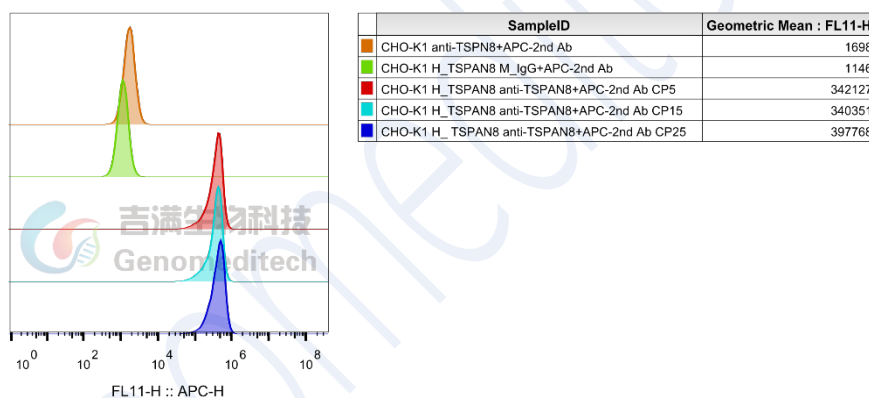 SampleID Geometric Mean : FL11-H
CHO-K1 anti-TSPN8+APC-2nd Ab 1698
CHO-K1 H_TSPAN8 M_IgG+APC-2nd Ab 1146
CHO-K1 H_TSPAN8 anti-TSPAN8+APC-2nd Ab CP5 342127
CHO-K1 H_TSPAN8 anti-TSPAN8+APC-2nd Ab CP15 340351
CHO-K1 H_ TSPAN8 anti-TSPAN8+APC-2nd Ab CP25 397768
吉满生物科技
Genomeditech
10^0 10^2 10^4 10^6 10^8
FL11-H :: APC-H